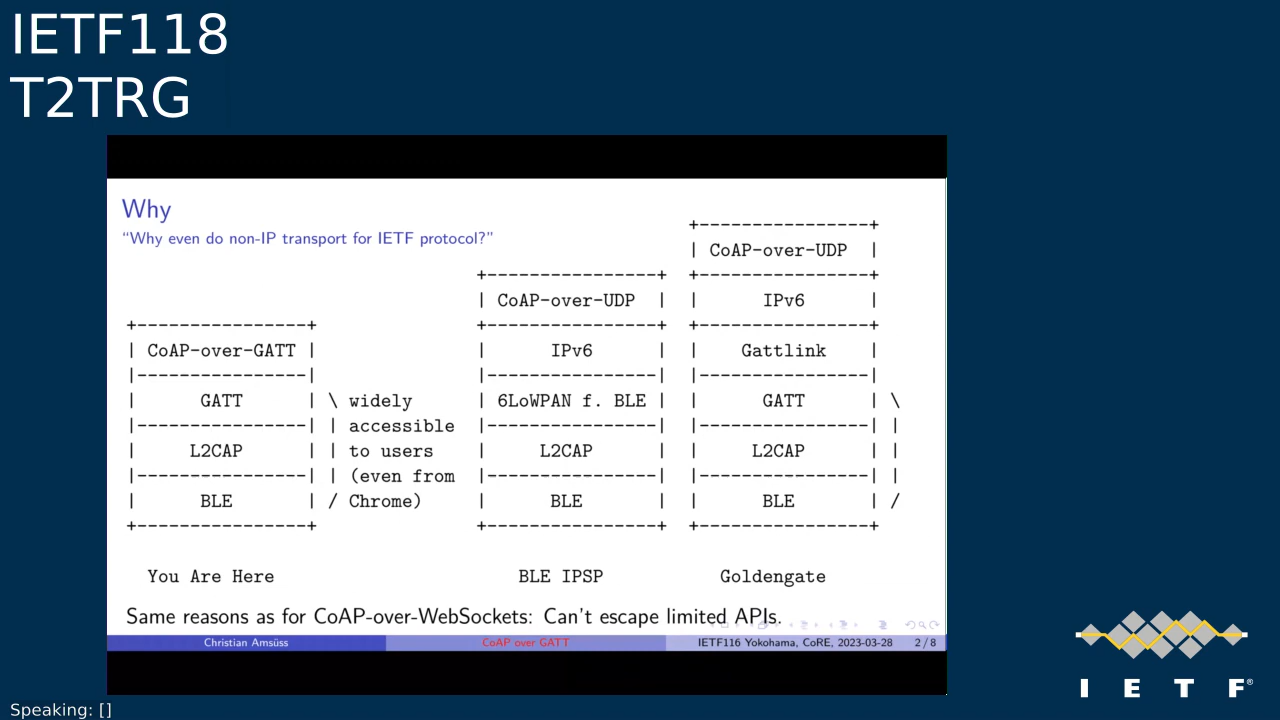 IETF118
T2TRG
Why
“Why even do non-IP transport for IETF protocol?”
+----------------+
| CoAP-over-UDP |
+----------------+ +----------------+
| CoAP-over-UDP | | IPv6 |
+----------------+ +----------------+ +----------------+
| CoAP-over-GATT | | IPv6 | | Gattlink |
|----------------| |----------------| |----------------|
| GATT | \ widely | 6LoWPAN f. BLE | | GATT | \
|----------------| | accessible |----------------| |----------------| |
| L2CAP | | to users | L2CAP | | L2CAP | |
|----------------| | (even from |----------------| |----------------| |
| BLE | / Chrome) | BLE | | BLE | /
+----------------+ +----------------+ +----------------+
You Are Here BLE IPSP Goldengate
Same reasons as for CoAP-over-WebSockets: Can't escape limited APIs.
Christian Amsüss CoAP over GATT IETF116 Yokohama, CoRE, 2023-03-28 2 / 8
I E T F®
Speaking: []